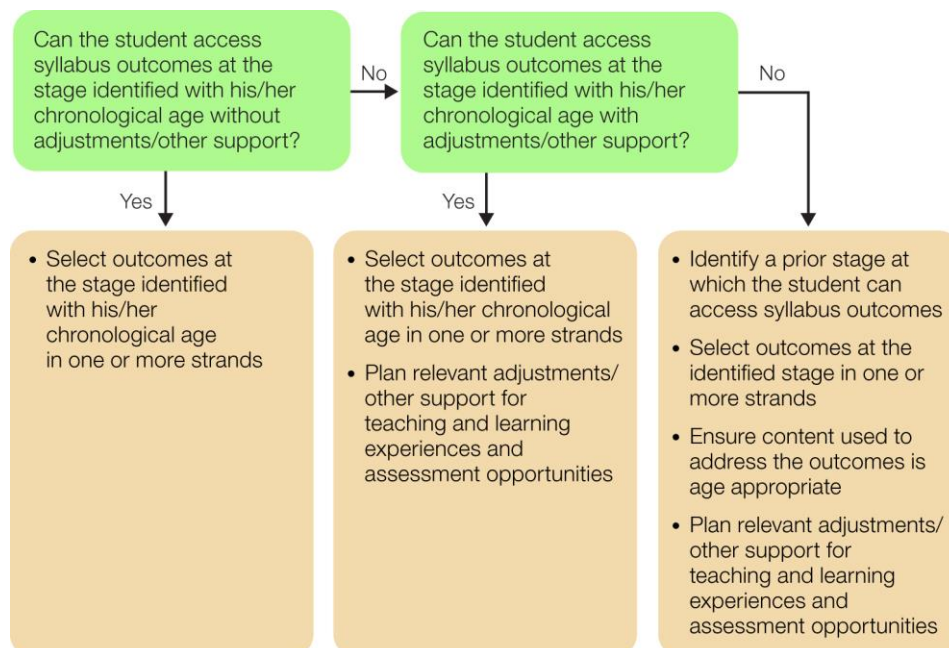 Can the student access
syllabus outcomes at the
stage identified with his/her
chronological age without
adjustments/other support?
No
Can the student access
syllabus outcomes at the
stage identified with his/her
chronological age with
adjustments/other support?
No
Yes
Yes
• Select outcomes at
the stage identified
with his/her
chronological age
in one or more strands
• Select outcomes at
the stage identified
with his/her chronological
age in one or more strands
• Plan relevant adjustments/
other support for
teaching and learning
experiences and
assessment opportunities
• Identify a prior stage at
which the student can
access syllabus outcomes
• Select outcomes at the
identified stage in one or
more strands
• Ensure content used to
address the outcomes is
age appropriate
• Plan relevant adjustments/
other support for
teaching and learning
experiences and
assessment opportunities